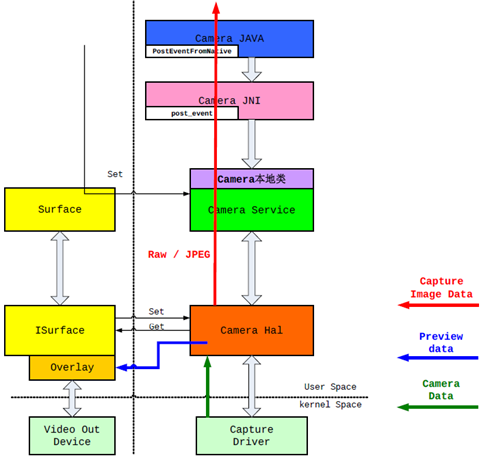 Camera JAVA
PostEventFromNative
Camera JNI
post_event
Set
Camera本地类
Surface
Camera Service
Raw / JPEG
Capture
Image Data
Set
ISurface
Get
Camera Hal
Preview
data
Overlay
User Space
Camera
Data
kernel Space
Video Out
Device
Capture
Driver